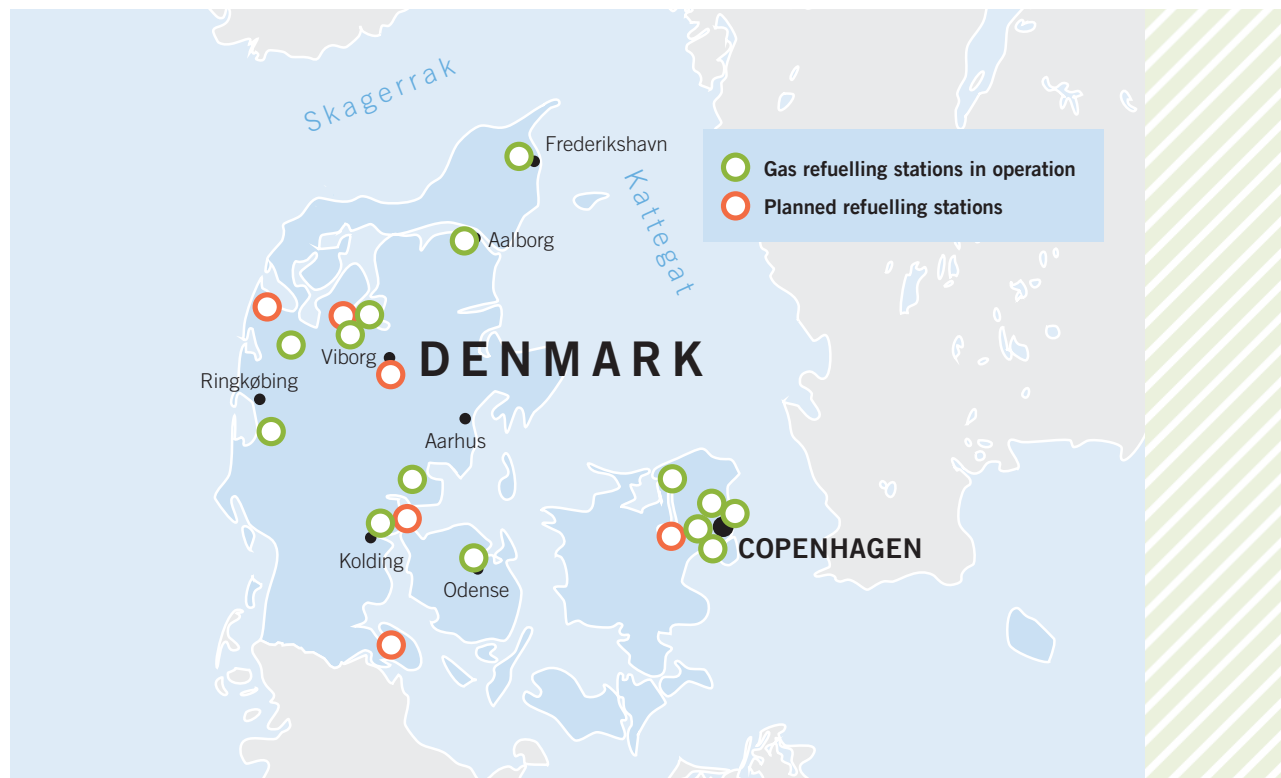 Skagerrak
Frederikshavn
Kattegat
Gas refuelling stations in operation
Planned refuelling stations
Aalborg
Viborg
DENMARK
Ringkøbing
Aarhus
Kolding
COPENHAGEN
Odense